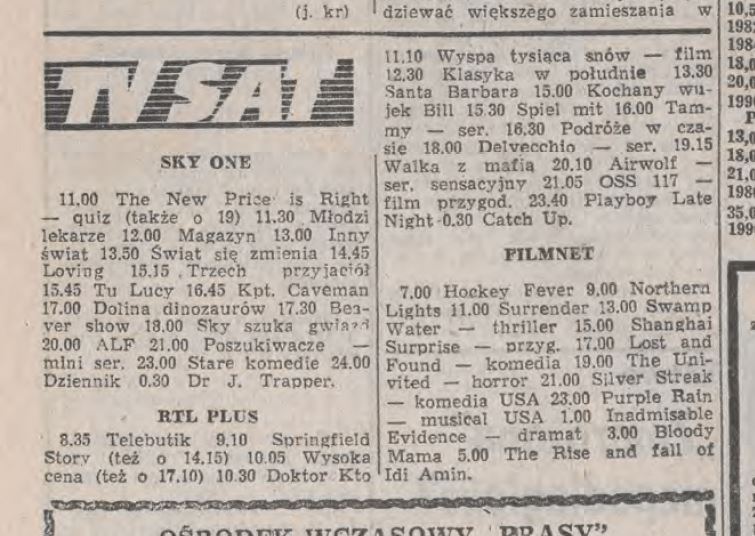 (j. kr)
dziewać większego zamieszania w
TV SAT
SKY ONE
11.00 The New Price is Right
— quiz (także o 19) 11.30 Młodzi
lekarze 12.00 Magazyn 13.00 Inny
świat 13.50 Świat się zmienia 14.45
Loving 15.15 Trzech przyjaciół
15.45 Tu Lucy 16.45 Kpt. Caveman
17.00 Dolina dinozaurów 17.30 Bea-
ver show 18.00 Sky szuka gwiazd
20.00 ALF 21.00 Poszukiwacze —
mini ser. 23.00 Stare komedie 24.00
Dziennik 0.30 Dr J. Trapper.
RTL PLUS
8.35 Telebutik 9.10 Springfield
Story (też o 14.15) 10.05 Wysoka
cena (też o 17.10) 10.30 Doktor Kto
11.10 Wyspa tysiąca snów — film
12.30 Klasyka w południe 13.30
Santa Barbara 15.00 Kochany wu-
jek Bill 15.30 Spiel mit 16.00 Tam-
my — ser. 16.30 Podróże w cza-
sie 18.00 Delvecchio — ser. 19.15
Walka z mafią 20.10 Airwolf —
ser. sensacyjny 21.05 OSS 117 —
film przygod. 23.40 Playboy Late
Night 0.30 Catch Up.
FILMNET
7.00 Hockey Fever 9.00 Northern
Lights 11.00 Surrender 13.00 Swamp
Water — thriller 15.00 Shanghai
Surprise — przyg. 17.00 Lost and
Found — komedia 19.00 The Uni-
vited — horror 21.00 Silver Streak
— komedia USA 23.00 Purple Rain
— musical USA 1.00 Inadmisable
Evidence — dramat 3.00 Bloody
Mama 5.00 The Rise and fall of
Idi Amin.
OŚRODEK WCZASOWY „PRASY”